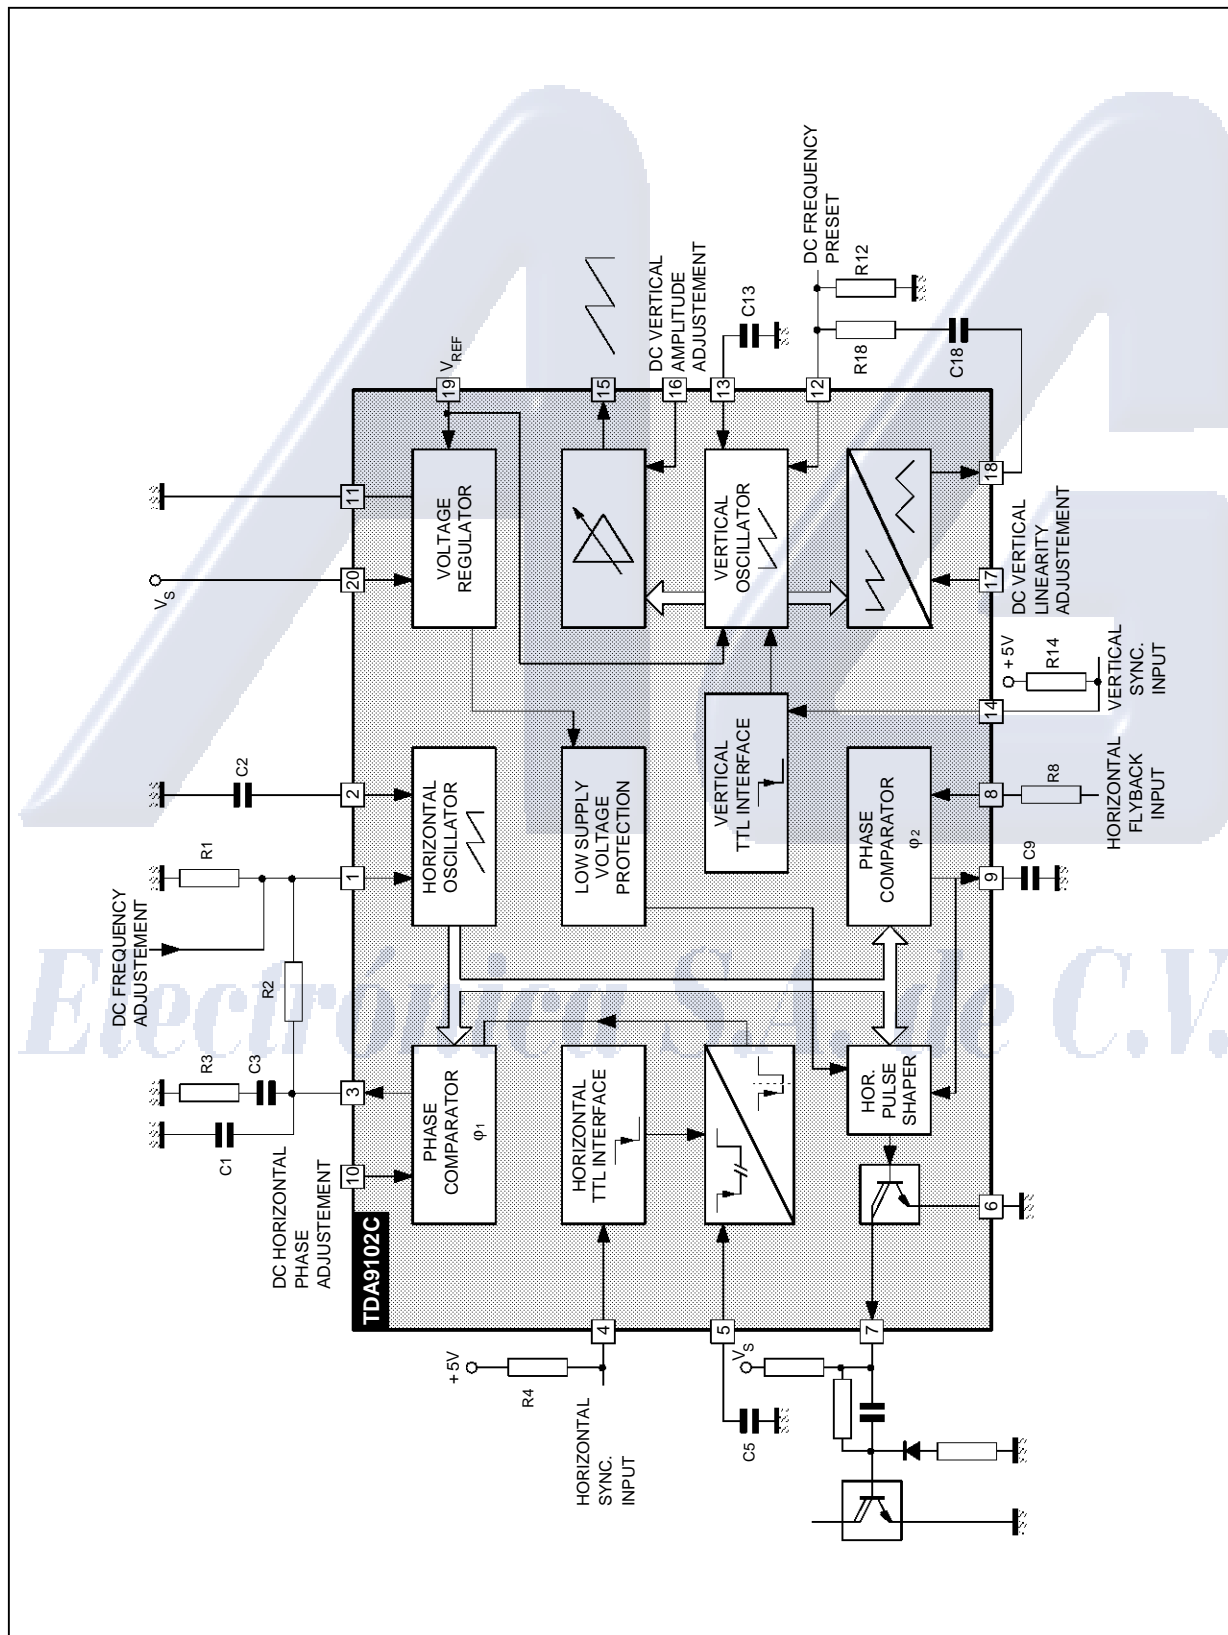 TDA9102C
DC HORIZONTAL
PHASE
ADJUSTEMENT
10
C1
3
C3
R3
R2
DC FREQUENCY
ADJUSTEMENT
1
R1
2
C2
20
VS
11
PHASE
COMPARATOR
φ1
HORIZONTAL
OSCILLATOR
VOLTAGE
REGULATOR
19
VREF
+5V
R4
HORIZONTAL
SYNC.
INPUT
4
HORIZONTAL
TTL INTERFACE
LOW SUPPLY
VOLTAGE
PROTECTION
15
16
DC VERTICAL
AMPLITUDE
ADJUSTEMENT
C5
5
VS
VERTICAL
TTL INTERFACE
VERTICAL
OSCILLATOR
13
C13
12
DC FREQUENCY
PRESET
R12
R18
C18
7
HOR.
PULSE
SHAPER
PHASE
COMPARATOR
φ2
6
9
C9
8
R8
HORIZONTAL
FLYBACK
INPUT
14
+5V
R14
VERTICAL
SYNC.
INPUT
17
DC VERTICAL
LINEARITY
ADJUSTEMENT
18
AG
Electrónica S.A. de C.V.